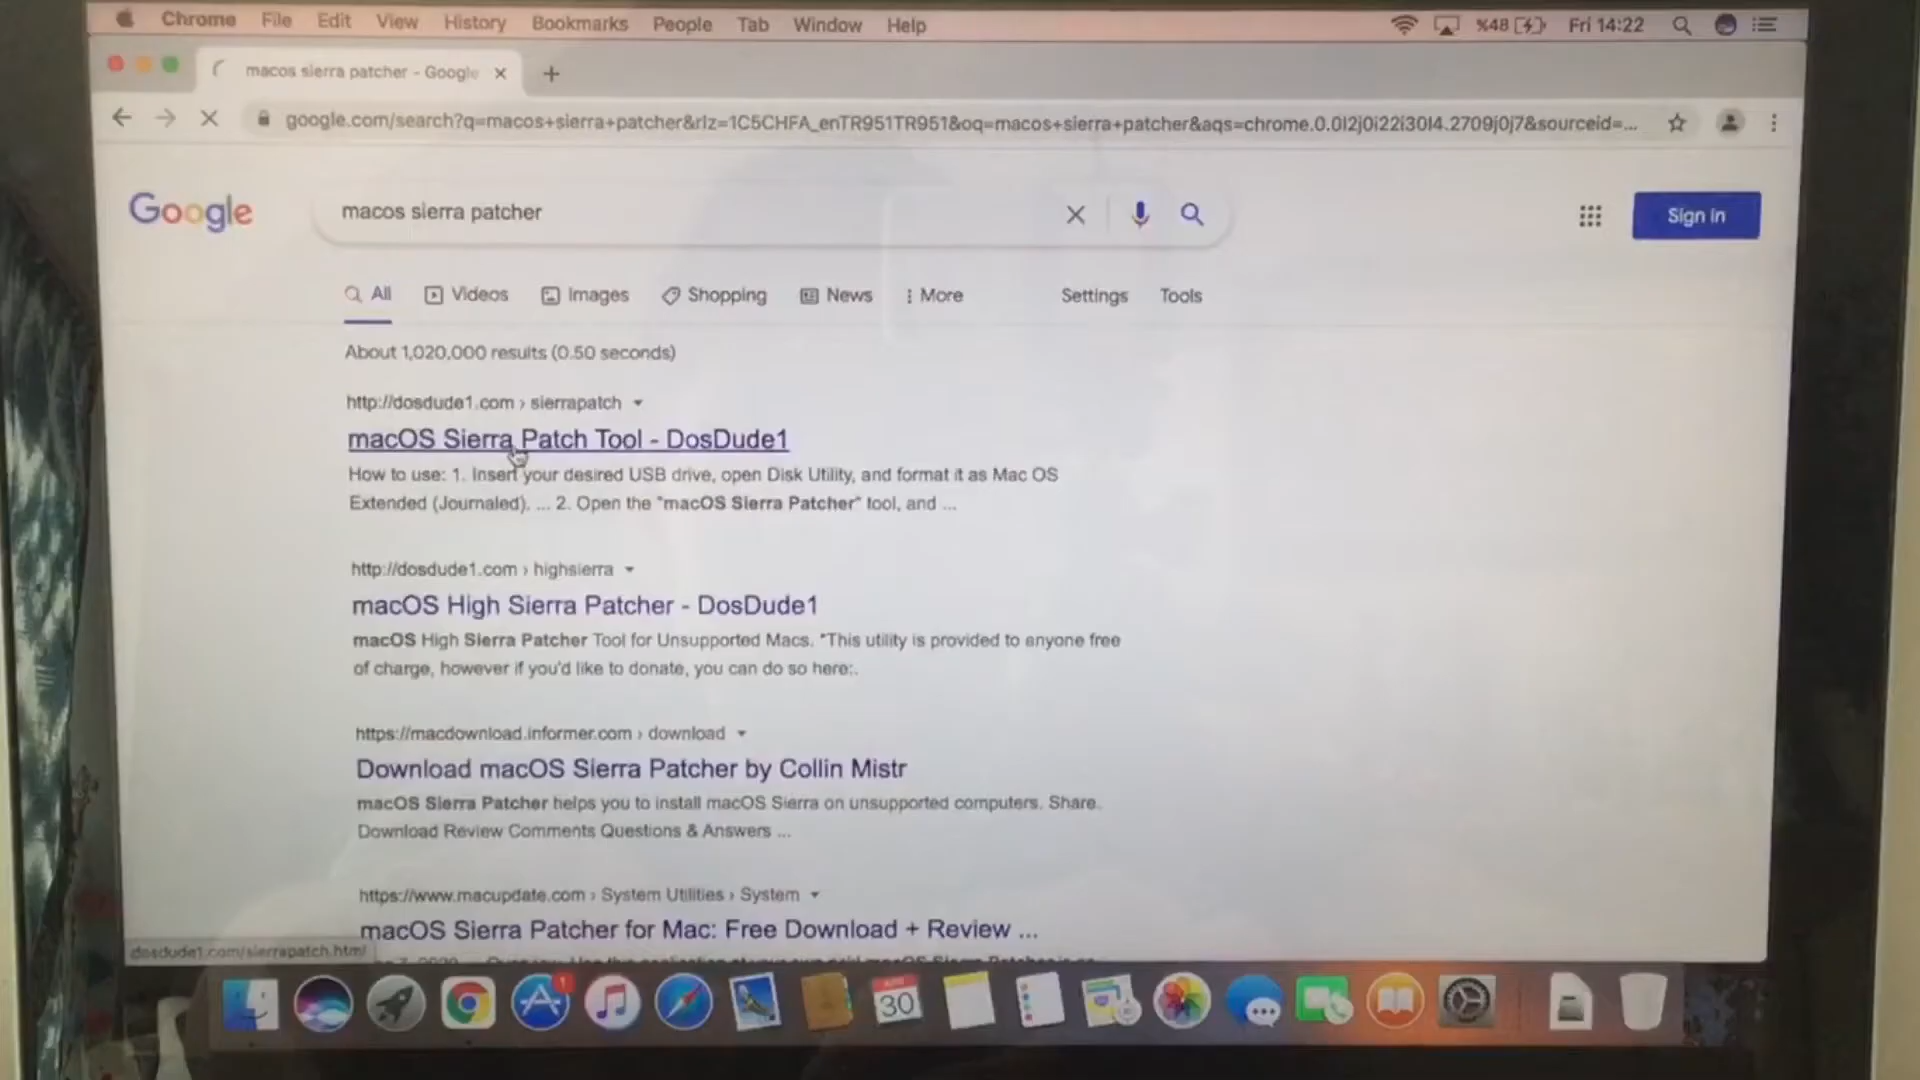 Chrome File Edit View History Bookmarks People Tab Window Help %48 Fri 14:22
macos sierra patcher - Google
google.com/search?q=macos+sierra+patcher&rlz=1C5CHFA_enTR951TR951&oq=macos+sierra+patcher&aqs=chrome.0.0l2j0i22i30l4.2709j0j7&sourceid=...
Google macos sierra patcher Sign in
All Videos Images Shopping News More Settings Tools
About 1,020,000 results (0.50 seconds)
http://dosdude1.com › sierrapatch
macOS Sierra Patch Tool - DosDude1
How to use: 1. Insert your desired USB drive, open Disk Utility, and format it as Mac OS
Extended (Journaled). ... 2. Open the "macOS Sierra Patcher" tool, and ...
http://dosdude1.com › highsierra
macOS High Sierra Patcher - DosDude1
macOS High Sierra Patcher Tool for Unsupported Macs. *This utility is provided to anyone free
of charge, however if you'd like to donate, you can do so here:.
https://macdownload.informer.com › download
Download macOS Sierra Patcher by Collin Mistr
macOS Sierra Patcher helps you to install macOS Sierra on unsupported computers. Share.
Download Review Comments Questions & Answers ...
https://www.macupdate.com › System Utilities › System
macOS Sierra Patcher for Mac: Free Download + Review ...
dosdude1.com/sierrapatch.html
1
30